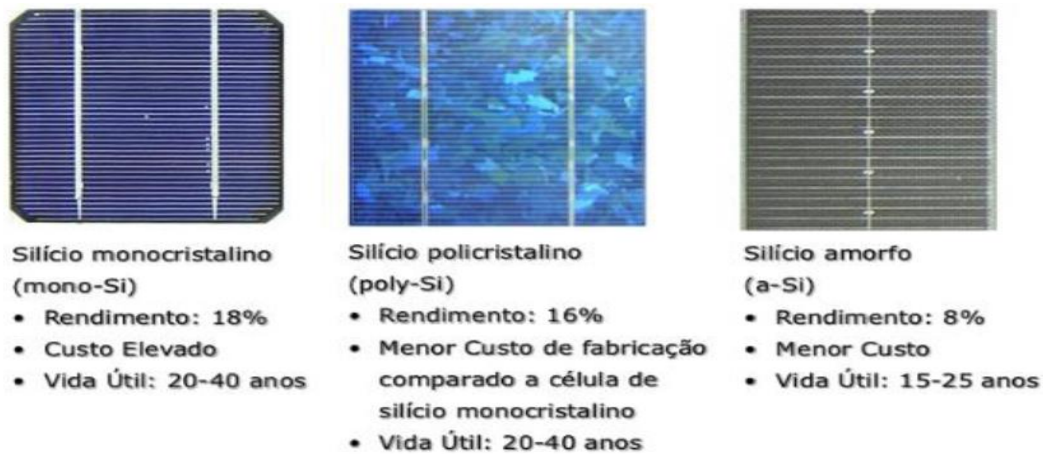 Silício monocristalino
(mono-Si)
• Rendimento: 18%
• Custo Elevado
• Vida Útil: 20-40 anos
Silício policristalino
(poly-Si)
• Rendimento: 16%
• Menor Custo de fabricação
comparado a célula de
silício monocristalino
• Vida Útil: 20-40 anos
Silício amorfo
(a-Si)
• Rendimento: 8%
• Menor Custo
• Vida Útil: 15-25 anos